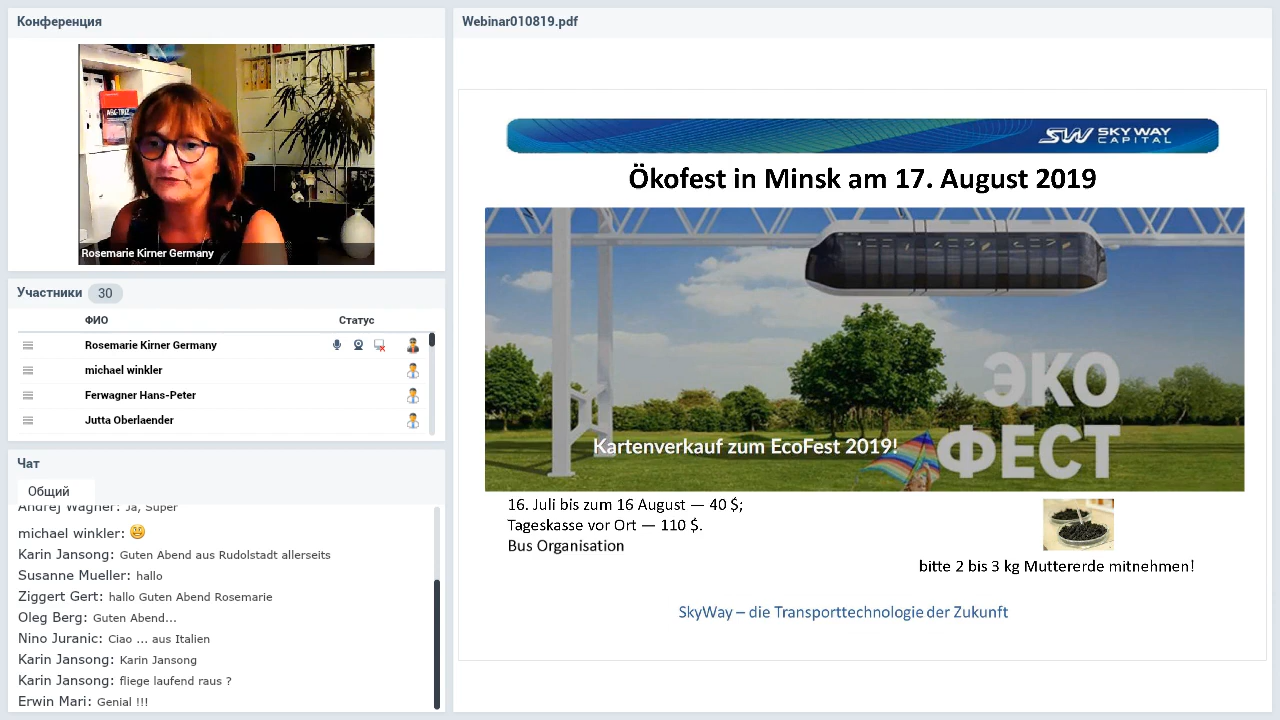 Конференция
Rosemarie Kirner Germany
Участники 30
ФИО Статус
Rosemarie Kirner Germany
michael winkler
Ferwagner Hans-Peter
Jutta Oberlaender
Чат
Общий
Andrej Wagner: Ja, Super
michael winkler:
Karin Jansong: Guten Abend aus Rudolstadt allerseits
Susanne Mueller: hallo
Ziggert Gert: hallo Guten Abend Rosemarie
Oleg Berg: Guten Abend...
Nino Juranic: Ciao ... aus Italien
Karin Jansong: Karin Jansong
Karin Jansong: fliege laufend raus ?
Erwin Mari: Genial !!!
Webinar010819.pdf
SW SKY WAY
CAPITAL
Ökofest in Minsk am 17. August 2019
ЭКО
ФЕСТ
Kartenverkauf zum EcoFest 2019!
16. Juli bis zum 16 August — 40 $;
Tageskasse vor Ort — 110 $.
Bus Organisation
bitte 2 bis 3 kg Muttererde mitnehmen!
SkyWay – die Transporttechnologie der Zukunft